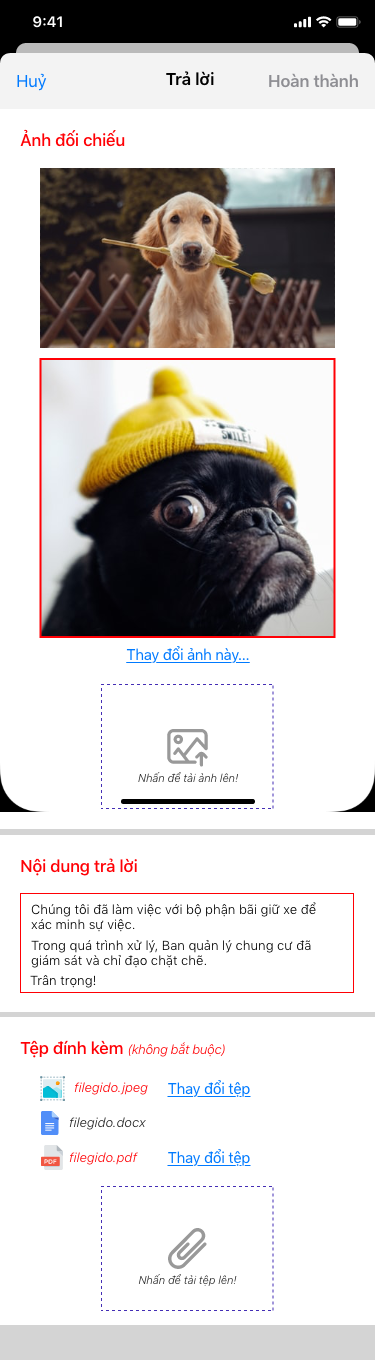 9:41
Huỷ
Trả lời
Hoàn thành
Ảnh đối chiếu
SMILE!
Thay đổi ảnh này...
Nhấn để tải ảnh lên!
Nội dung trả lời
Chúng tôi đã làm việc với bộ phận bãi giữ xe để
xác minh sự việc.
Trong quá trình xử lý, Ban quản lý chung cư đã
giám sát và chỉ đạo chặt chẽ.
Trân trọng!
Tệp đính kèm (không bắt buộc)
filegido.jpeg
Thay đổi tệp
filegido.docx
PDF
filegido.pdf
Thay đổi tệp
Nhấn để tải tệp lên!